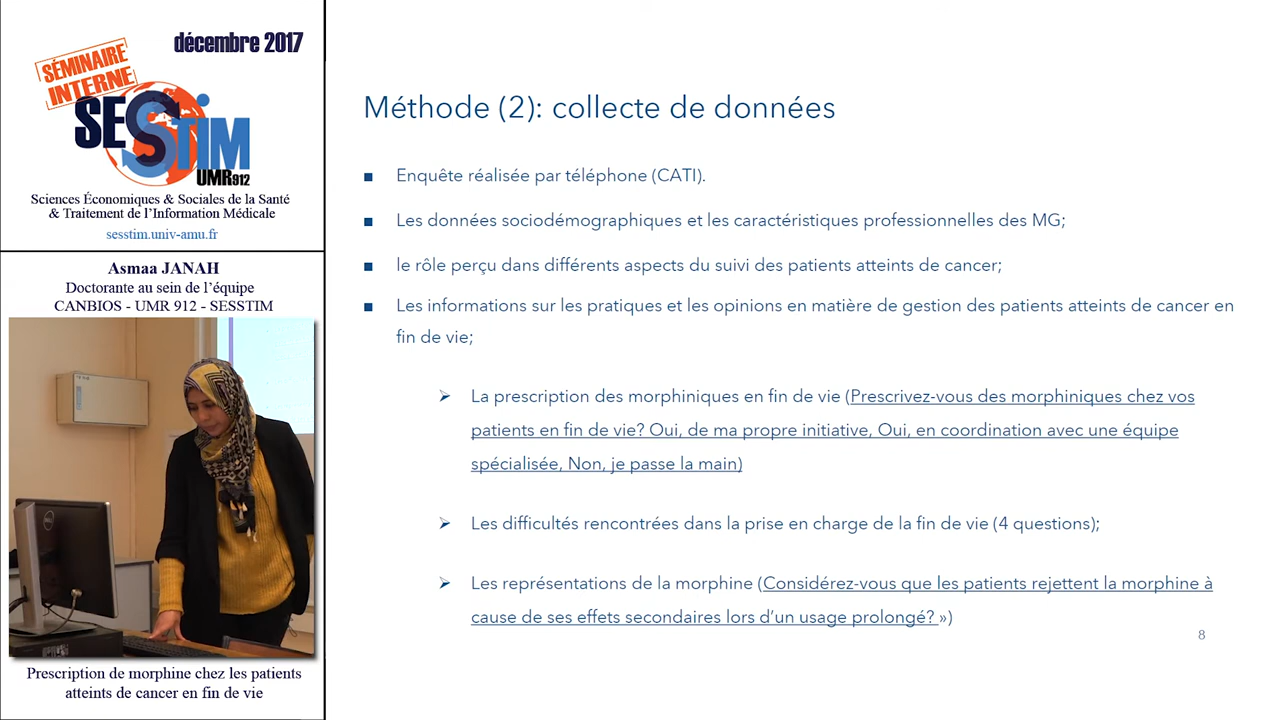 décembre 2017
SÉMINAIRE
INTERNE
SESSTIM
UMR912
Sciences Économiques & Sociales de la Santé
& Traitement de l'Information Médicale
sesstim.univ-amu.fr
Asmaa JANAH
Doctorante au sein de l'équipe
CANBIOS - UMR 912 - SESSTIM
DELL
Prescription de morphine chez les patients
atteints de cancer en fin de vie
Méthode (2): collecte de données
■ Enquête réalisée par téléphone (CATI).
■ Les données sociodémographiques et les caractéristiques professionnelles des MG;
■ le rôle perçu dans différents aspects du suivi des patients atteints de cancer;
■ Les informations sur les pratiques et les opinions en matière de gestion des patients atteints de cancer en
fin de vie;
➢ La prescription des morphiniques en fin de vie (Prescrivez-vous des morphiniques chez vos
patients en fin de vie? Oui, de ma propre initiative, Oui, en coordination avec une équipe
spécialisée, Non, je passe la main)
➢ Les difficultés rencontrées dans la prise en charge de la fin de vie (4 questions);
➢ Les représentations de la morphine (Considérez-vous que les patients rejettent la morphine à
cause de ses effets secondaires lors d'un usage prolongé? »)
8